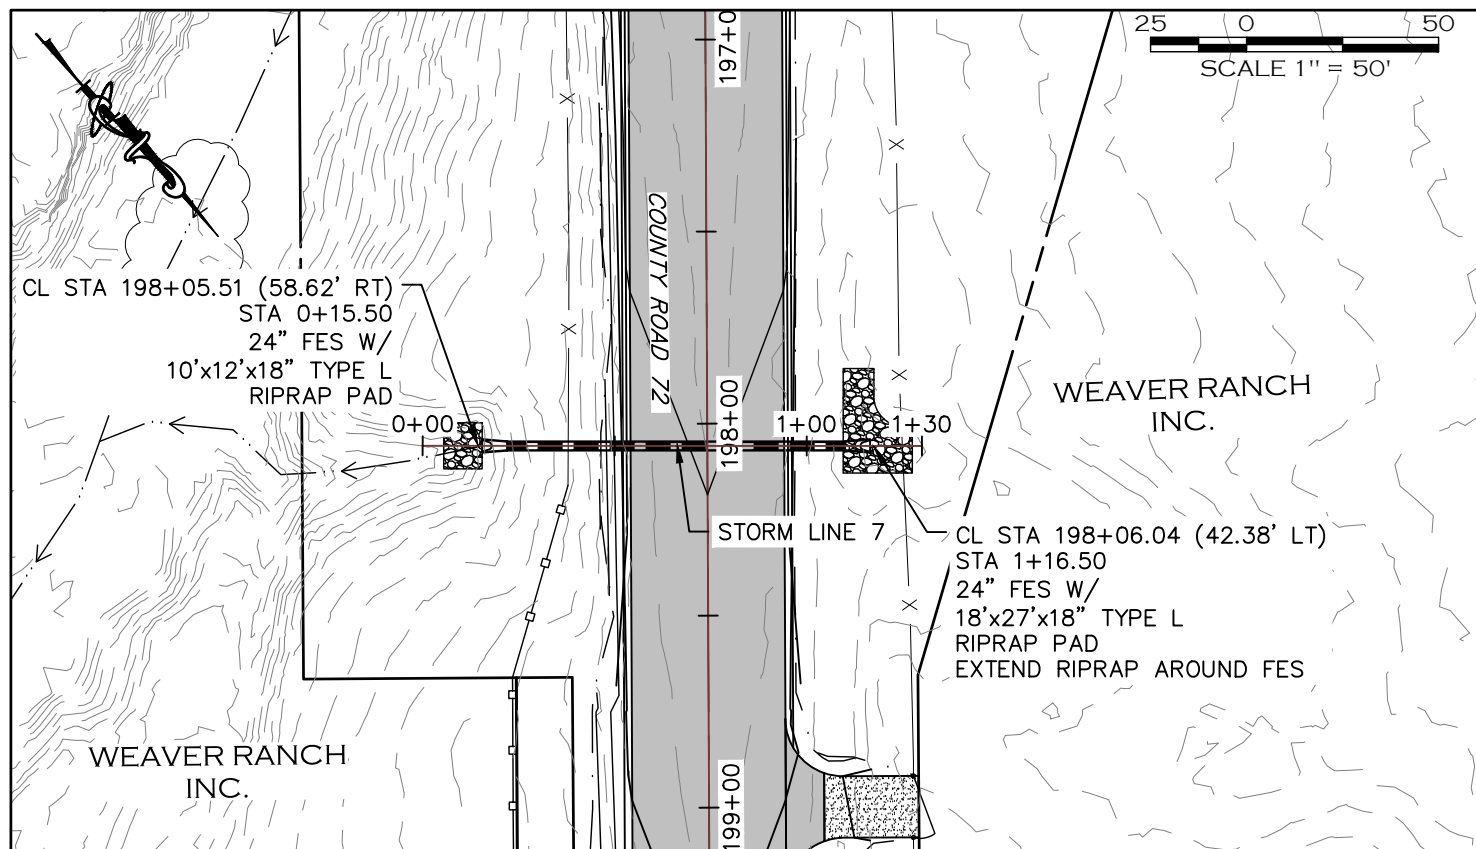 197+0
25 0 50
SCALE 1" = 50'
COUNTY ROAD 72
CL STA 198+05.51 (58.62' RT)
STA 0+15.50
24" FES W/
10'x12'x18" TYPE L
RIPRAP PAD
WEAVER RANCH
INC.
0+00
198+00
1+00
1+30
STORM LINE 7
CL STA 198+06.04 (42.38' LT)
STA 1+16.50
24" FES W/
18'x27'x18" TYPE L
RIPRAP PAD
EXTEND RIPRAP AROUND FES
WEAVER RANCH
INC.
199+00